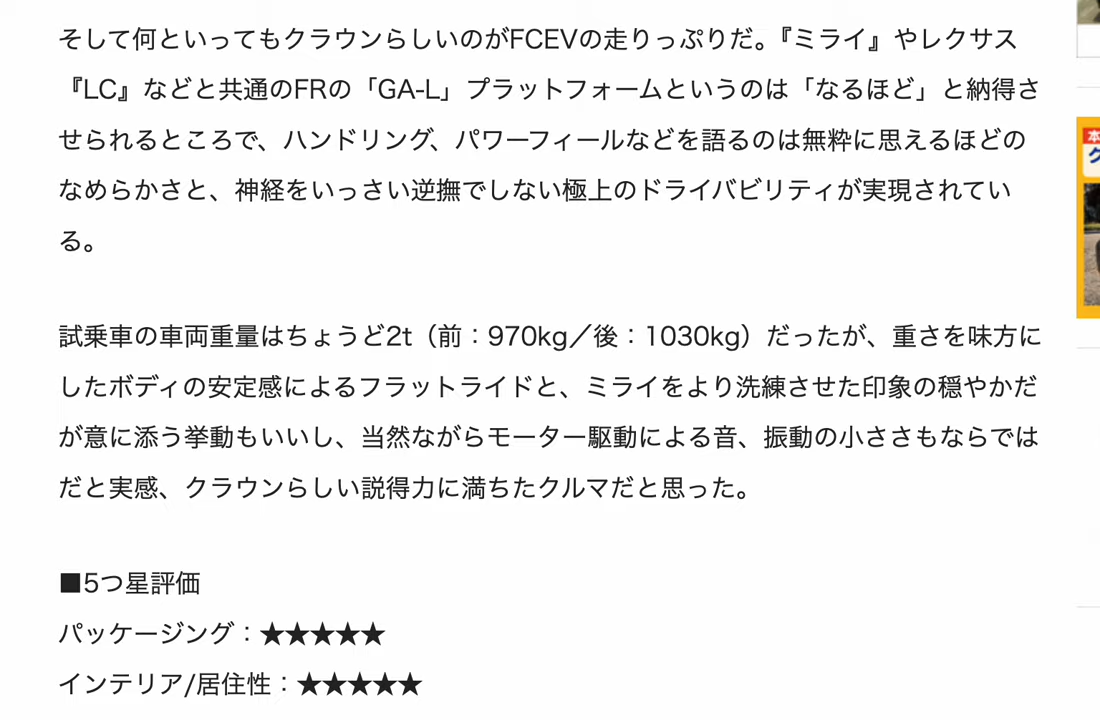 そして何といってもクラウンらしいのがFCEVの走りっぷりだ。『ミライ』やレクサス
『LC』などと共通のFRの「GA-L」プラットフォームというのは「なるほど」と納得さ
せられるところで、ハンドリング、パワーフィールなどを語るのは無粋に思えるほどの
なめらかさと、神経をいっさい逆撫でしない極上のドライバビリティが実現されてい
る。
試乗車の車両重量はちょうど2t（前：970kg／後：1030kg）だったが、重さを味方に
したボディの安定感によるフラットライドと、ミライをより洗練させた印象の穏やかだ
が意に添う挙動もいいし、当然ながらモーター駆動による音、振動の小ささもならでは
だと実感、クラウンらしい説得力に満ちたクルマだと思った。
■5つ星評価
パッケージング：★★★★★
インテリア/居住性：★★★★★